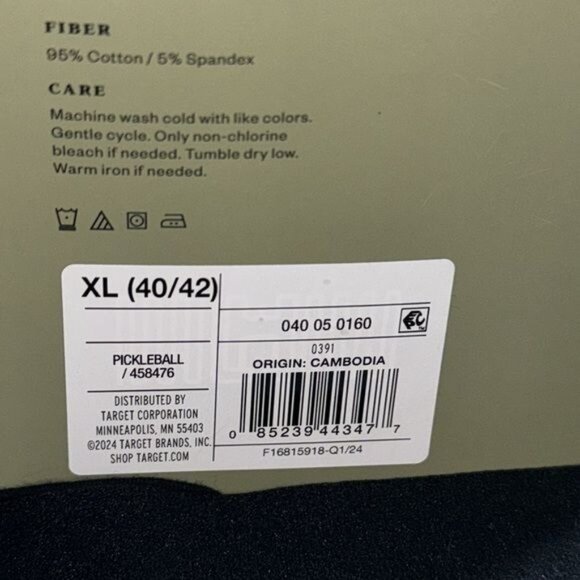 FIBER
95% Cotton / 5% Spandex
CARE
Machine wash cold with like colors.
Gentle cycle. Only non-chlorine
bleach if needed. Tumble dry low.
Warm iron if needed.
XL (40/42)
040 05 0160
PICKLEBALL
/ 458476
0391
ORIGIN: CAMBODIA
0 85239 44347 7
F16815918-Q1/24
DISTRIBUTED BY
TARGET CORPORATION
MINNEAPOLIS, MN 55403
©2024 TARGET BRANDS, INC.
SHOP TARGET.COM